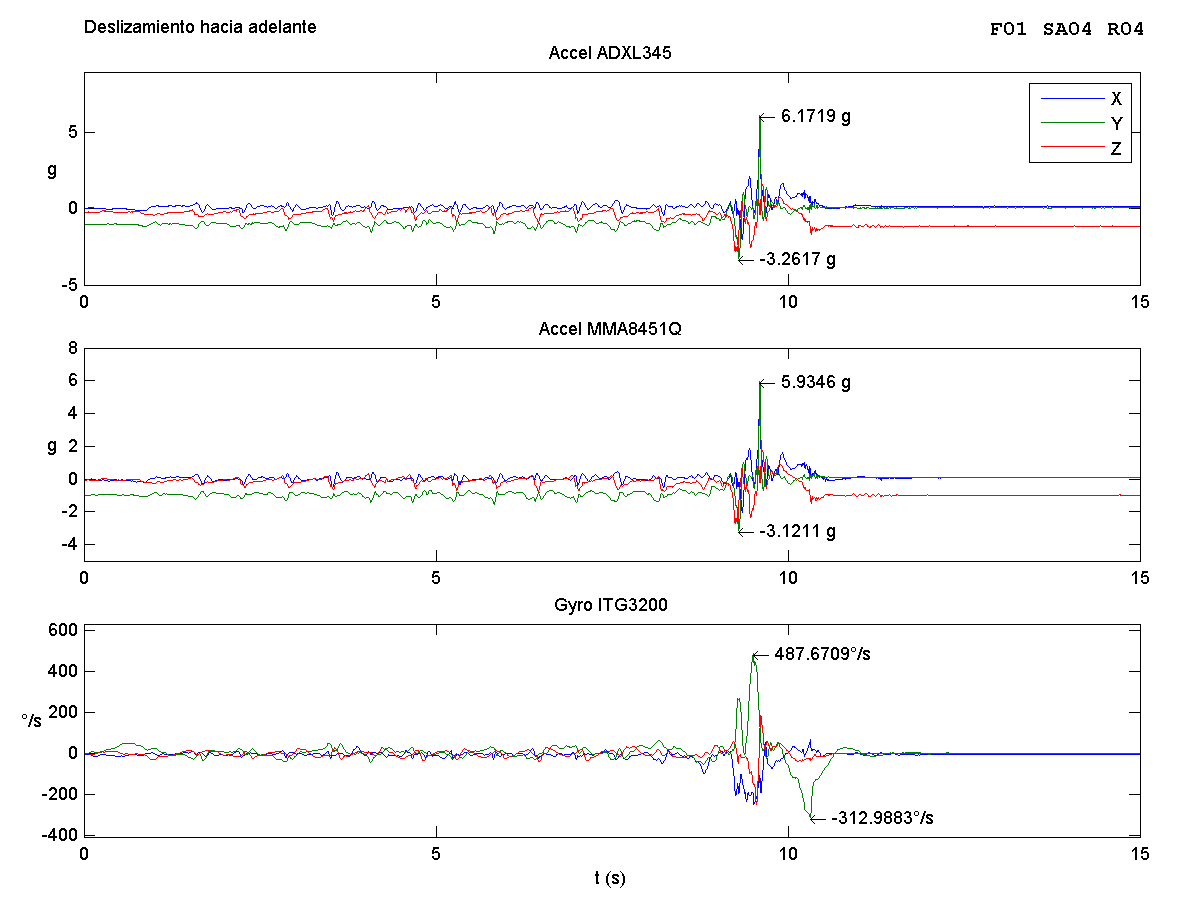 Deslizamiento hacia adelante F01 SA04 R04
Accel ADXL345
X
Y
Z
6.1719 g
-3.2617 g
g
5
0
-5
0 5 10 15
Accel MMA8451Q
5.9346 g
-3.1211 g
g
8
6
4
2
0
-2
-4
0 5 10 15
Gyro ITG3200
487.6709°/s
-312.9883°/s
°/s
600
400
200
0
-200
-400
0 5 10 15
t (s)